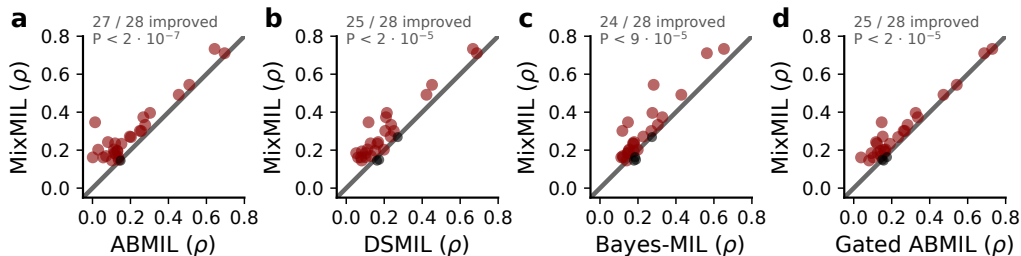 a
27 / 28 improved
P < 2 · 10⁻⁷
0.8
0.6
0.4
0.2
0.0
MixMIL (ρ)
0.0 0.2 0.4 0.6 0.8
ABMIL (ρ)
b
25 / 28 improved
P < 2 · 10⁻⁵
0.8
0.6
0.4
0.2
0.0
MixMIL (ρ)
0.0 0.2 0.4 0.6 0.8
DSMIL (ρ)
c
24 / 28 improved
P < 9 · 10⁻⁵
0.8
0.6
0.4
0.2
0.0
MixMIL (ρ)
0.0 0.2 0.4 0.6 0.8
Bayes-MIL (ρ)
d
25 / 28 improved
P < 2 · 10⁻⁵
0.8
0.6
0.4
0.2
0.0
MixMIL (ρ)
0.0 0.2 0.4 0.6 0.8
Gated ABMIL (ρ)